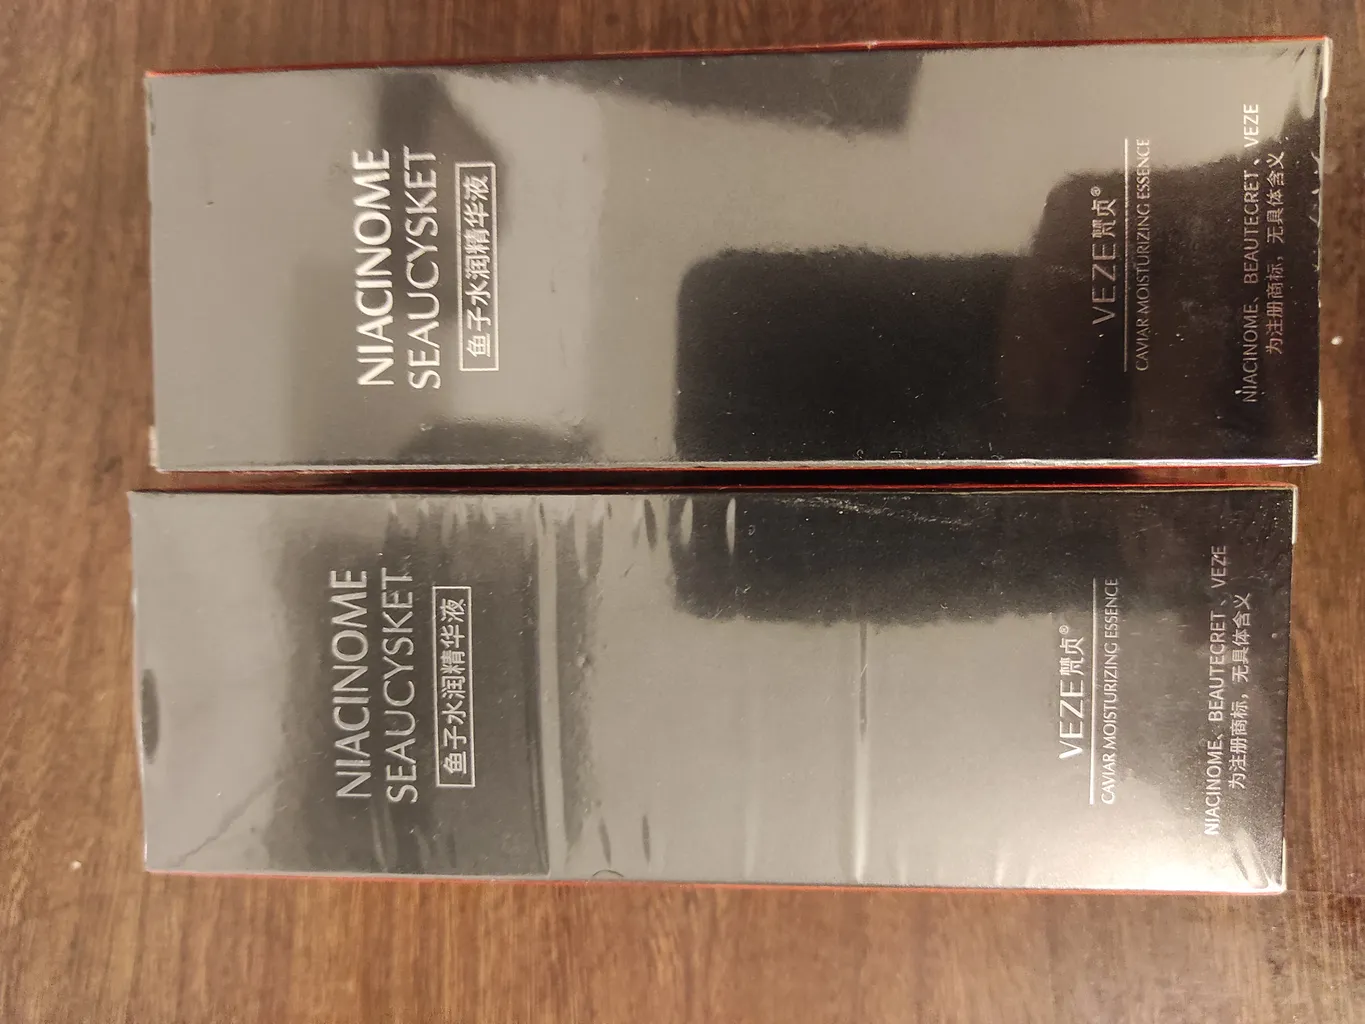 NIACINOME
SEAUCYSKET
鱼子水润精华液
VEZE梵贞®
CAVIAR MOISTURIZING ESSENCE
NIACINOME、BEAUTECRET、VEZE
为注册商标，无具体含义
NIACINOME
SEAUCYSKET
鱼子水润精华液
VEZE梵贞®
CAVIAR MOISTURIZING ESSENCE
NIACINOME、BEAUTECRET、VEZE
为注册商标，无具体含义